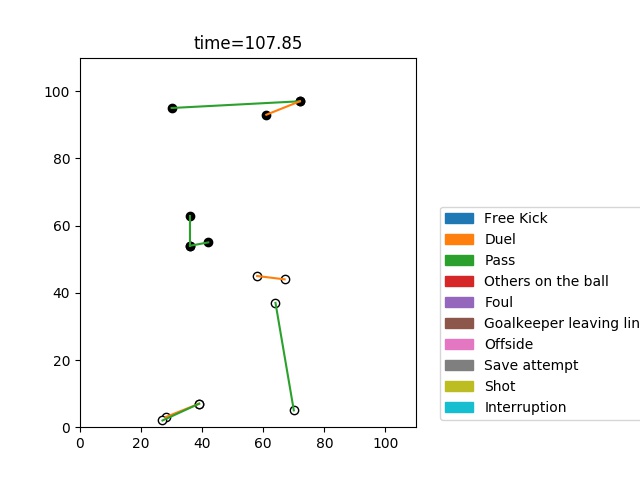 time=107.85
100
80
60
40
20
0
0 20 40 60 80 100
Free Kick
Duel
Pass
Others on the ball
Foul
Goalkeeper leaving lin
Offside
Save attempt
Shot
Interruption